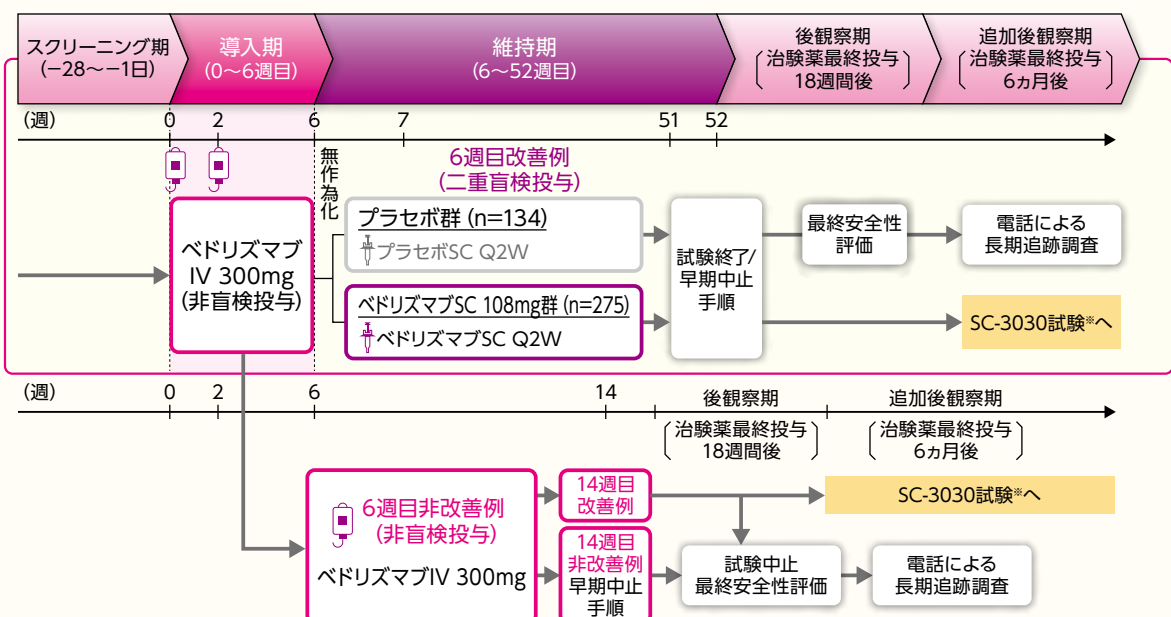 スクリーニング期
(−28〜−1日)
導入期
(0〜6週目)
維持期
(6〜52週目)
後観察期
治験薬最終投与
18週間後
追加後観察期
治験薬最終投与
6ヵ月後
(週)
0
2
6
7
51
52
無作為化
6週目改善例
(二重盲検投与)
ベドリズマブ
IV 300mg
(非盲検投与)
プラセボ群 (n=134)
プラセボSC Q2W
ベドリズマブSC 108mg群 (n=275)
ベドリズマブSC Q2W
試験終了/
早期中止
手順
最終安全性
評価
電話による
長期追跡調査
SC-3030試験※へ
(週)
0
2
6
14
後観察期
治験薬最終投与
18週間後
追加後観察期
治験薬最終投与
6ヵ月後
6週目非改善例
(非盲検投与)
ベドリズマブIV 300mg
14週目
改善例
SC-3030試験※へ
14週目
非改善例
早期中止
手順
試験中止
最終安全性評価
電話による
長期追跡調査